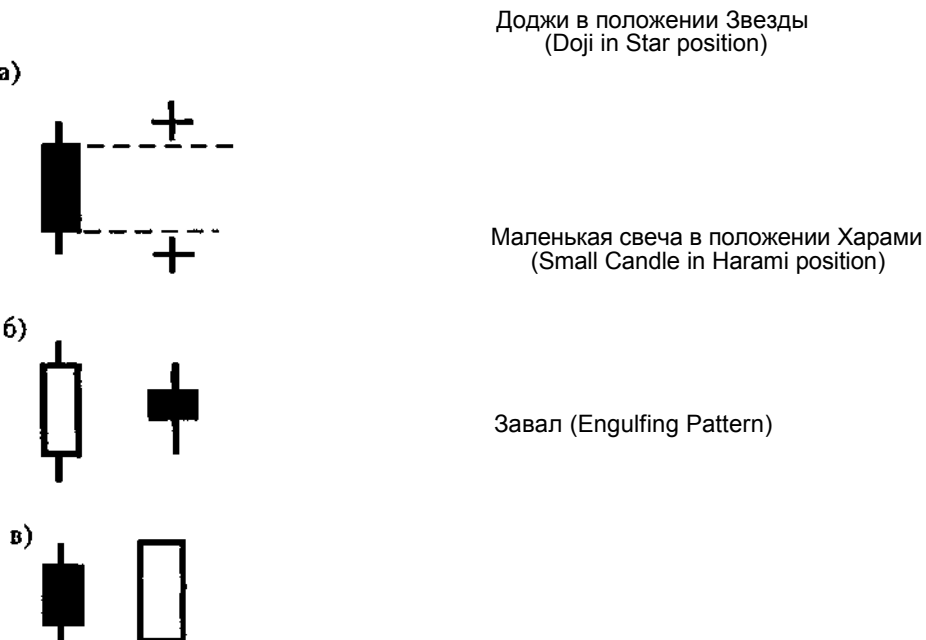 Доджи в положении Звезды
(Doji in Star position)
а)
Маленькая свеча в положении Харами
(Small Candle in Harami position)
б)
Завал (Engulfing Pattern)
в)